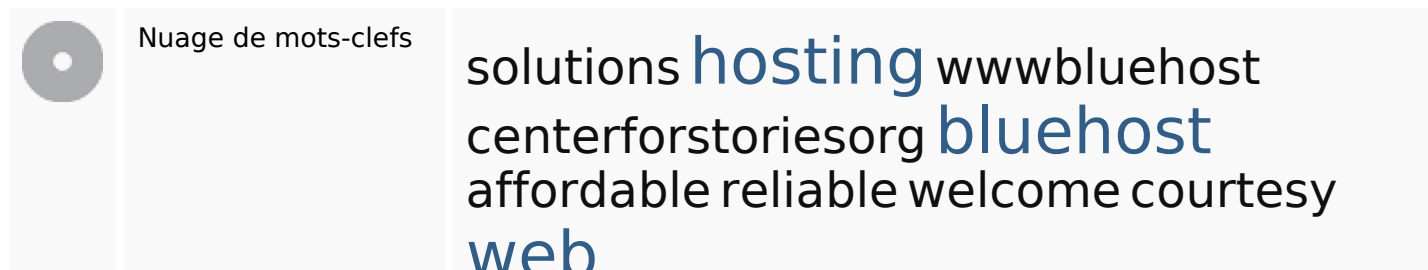 Nuage de mots-clefs
solutions hosting wwwbluehost
centerforstoriesorg bluehost
affordable reliable welcome courtesy
web